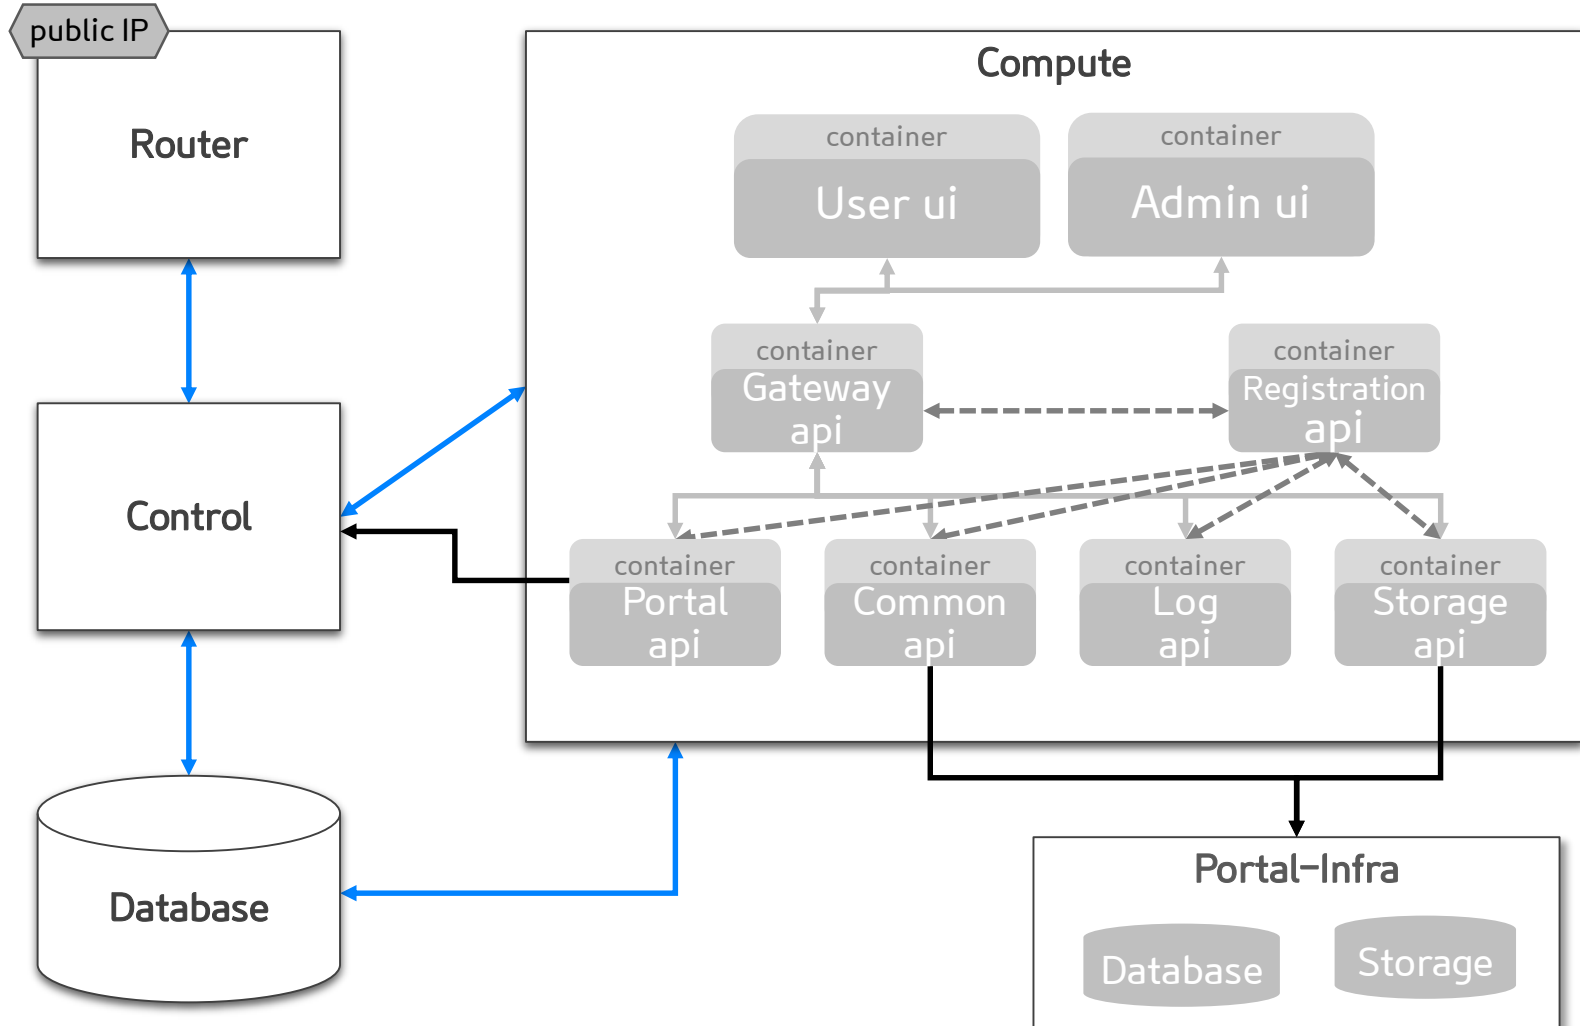 public IP
Router
Compute
container
User ui
container
Admin ui
container
Gateway
api
container
Registration
api
Control
container
Portal
api
container
Common
api
container
Log
api
container
Storage
api
Database
Portal-Infra
Database
Storage